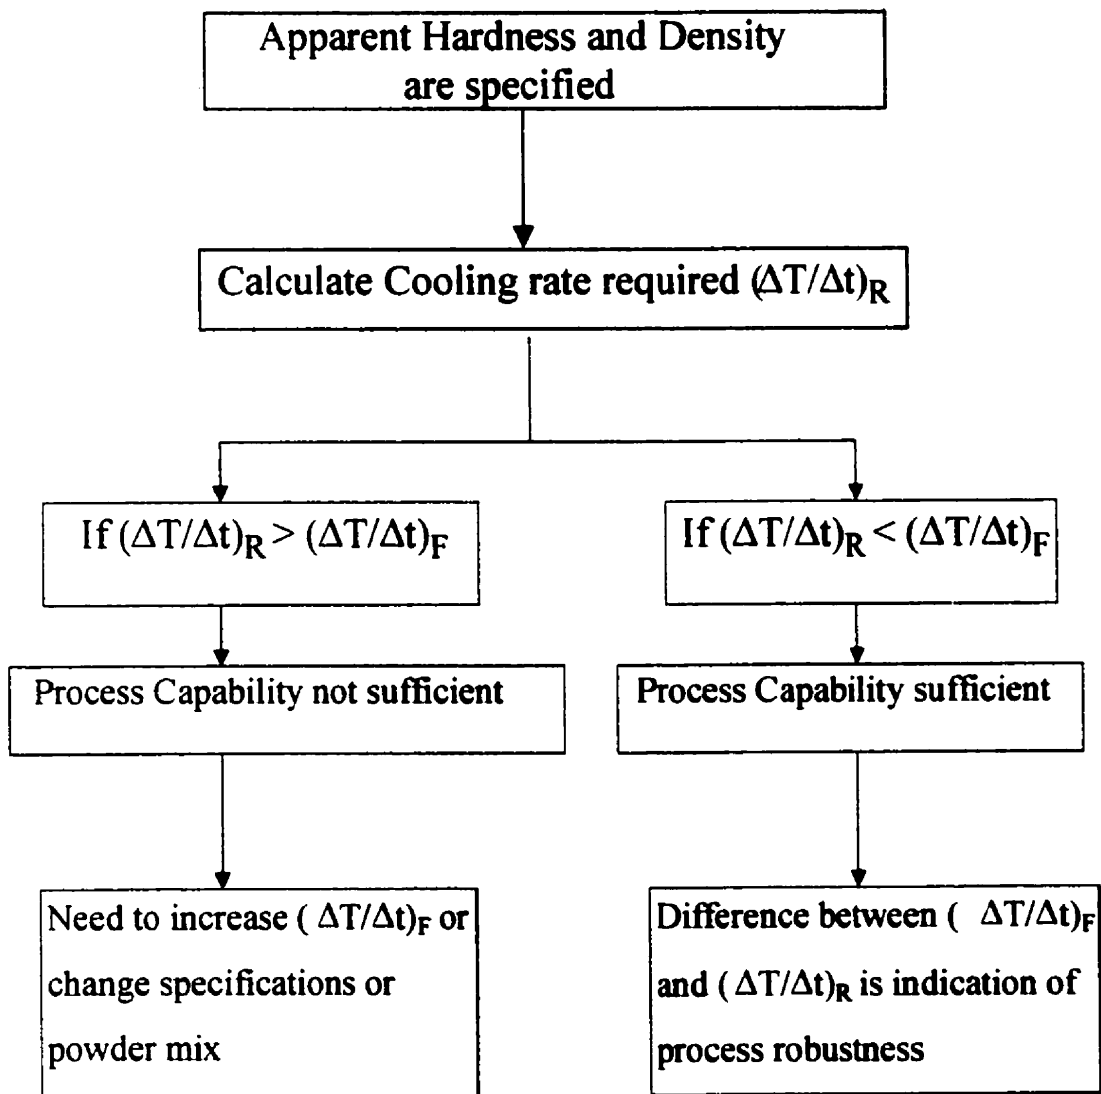 Apparent Hardness and Density
are specified
Calculate Cooling rate required (ΔT/Δt)R
If (ΔT/Δt)R > (ΔT/Δt)F
If (ΔT/Δt)R < (ΔT/Δt)F
Process Capability not sufficient
Process Capability sufficient
Need to increase ( ΔT/Δt)F or
change specifications or
powder mix
Difference between ( ΔT/Δt)F
and ( ΔT/Δt)R is indication of
process robustness